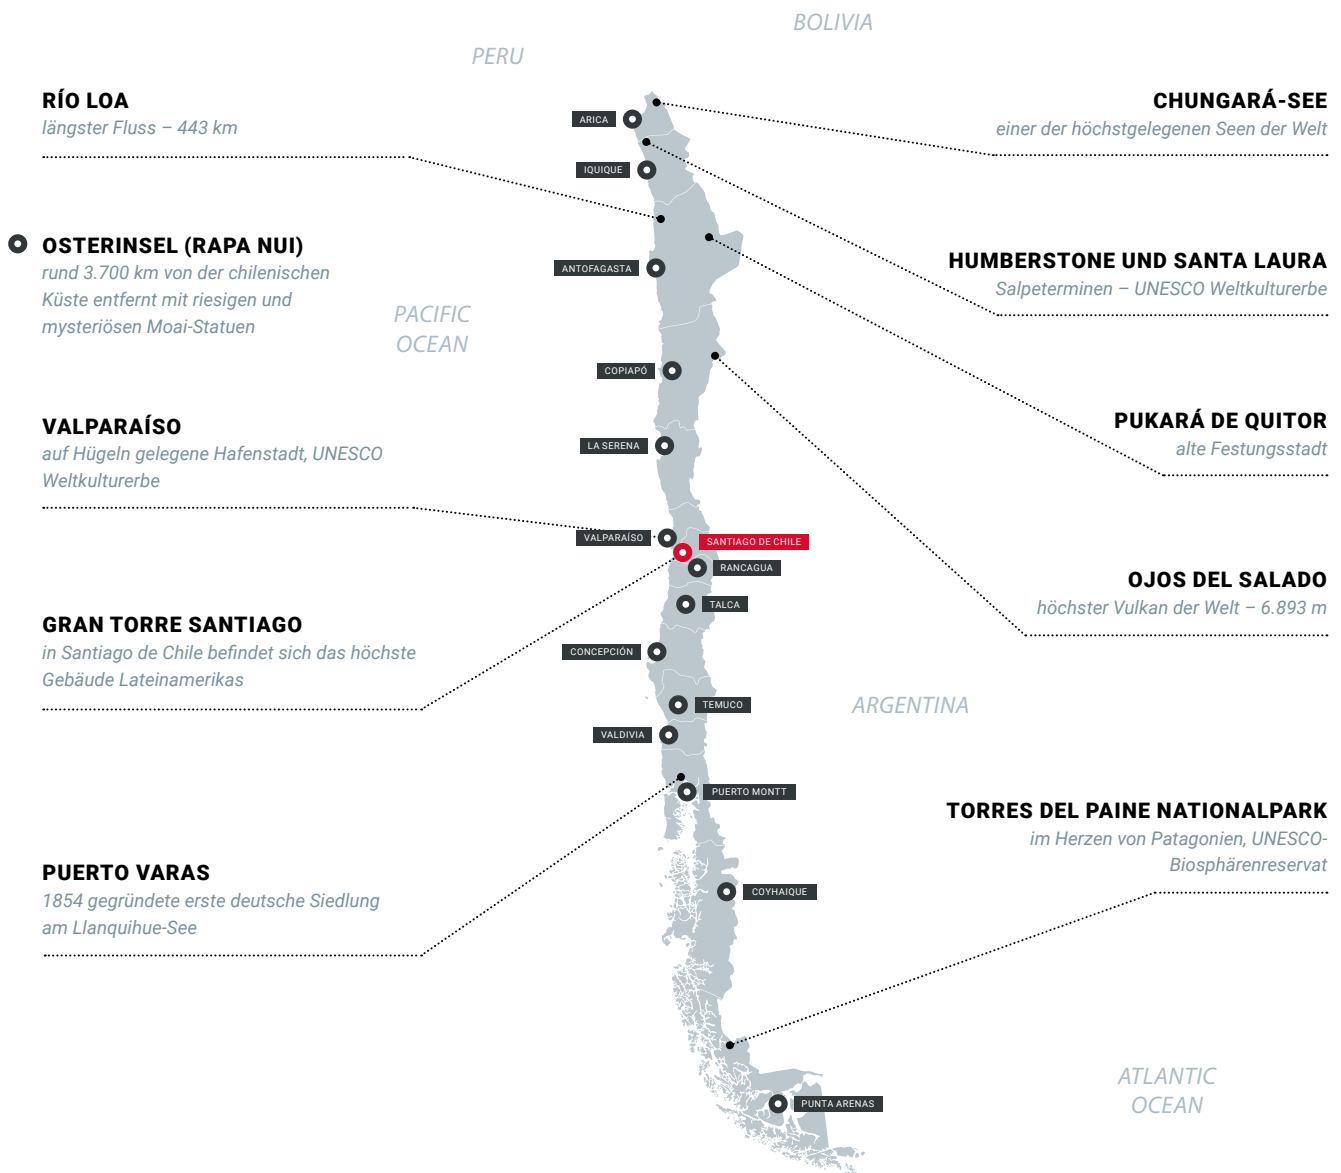 BOLIVIA
PERU
RÍO LOA
längster Fluss – 443 km
CHUNGARÁ-SEE
einer der höchstgelegenen Seen der Welt
ARICA
IQUIQUE
OSTERINSEL (RAPA NUI)
rund 3.700 km von der chilenischen
Küste entfernt mit riesigen und
mysteriösen Moai-Statuen
ANTOFAGASTA
HUMBERSTONE UND SANTA LAURA
Salpeterminen – UNESCO Weltkulturerbe
PACIFIC
OCEAN
COPIAPÓ
VALPARAÍSO
auf Hügeln gelegene Hafenstadt, UNESCO
Weltkulturerbe
LA SERENA
PUKARÁ DE QUITOR
alte Festungsstadt
VALPARAÍSO
SANTIAGO DE CHILE
RANCAGUA
TALCA
OJOS DEL SALADO
höchster Vulkan der Welt – 6.893 m
GRAN TORRE SANTIAGO
in Santiago de Chile befindet sich das höchste
Gebäude Lateinamerikas
CONCEPCIÓN
TEMUCO
ARGENTINA
VALDIVIA
PUERTO MONTT
TORRES DEL PAINE NATIONALPARK
im Herzen von Patagonien, UNESCO-
Biosphärenreservat
PUERTO VARAS
1854 gegründete erste deutsche Siedlung
am Llanquihue-See
COYHAIQUE
ATLANTIC
OCEAN
PUNTA ARENAS